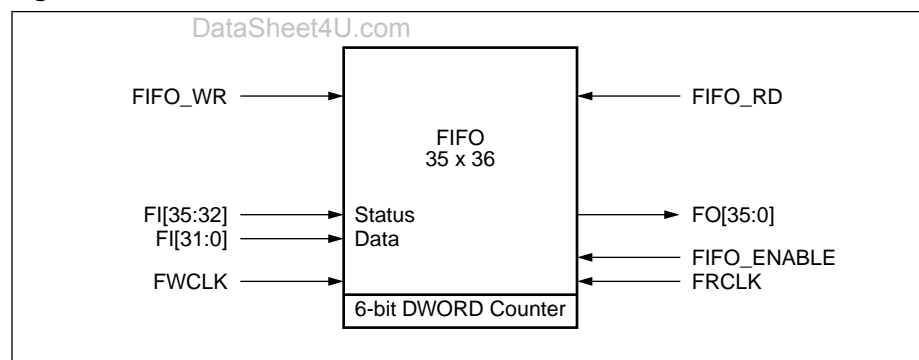 DataSheet4U.com
FIFO_WR
FIFO_RD
FIFO
35 x 36
FI[35:32]
Status
FO[35:0]
FI[31:0]
Data
FIFO_ENABLE
FWCLK
FRCLK
6-bit DWORD Counter